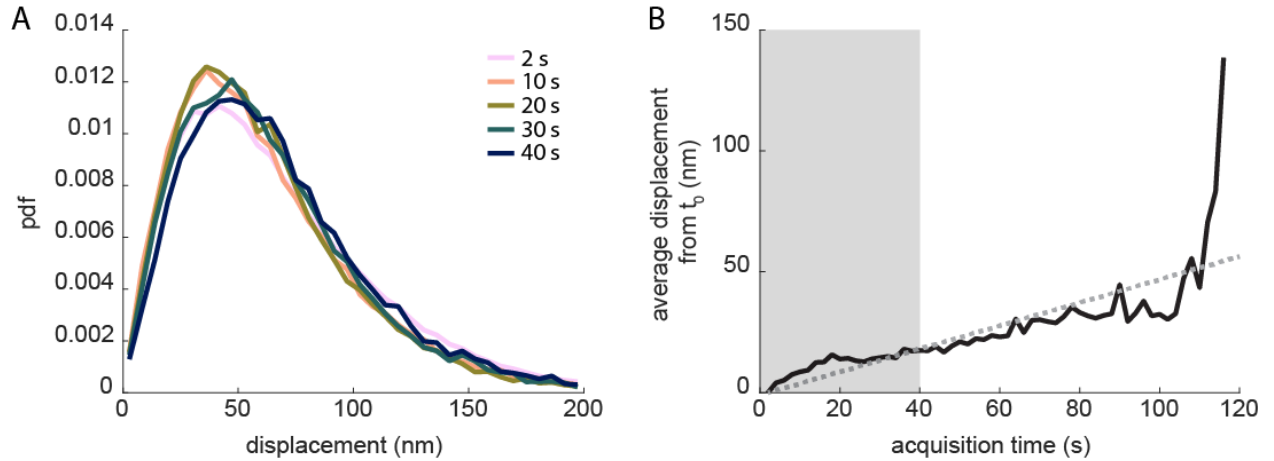 A
pdf
0.014
0.012
0.01
0.008
0.006
0.004
0.002
0
0
50
100
150
200
displacement (nm)
2 s
10 s
20 s
30 s
40 s
B
average displacement
from t₀ (nm)
150
100
50
0
0
20
40
60
80
100
120
acquisition time (s)